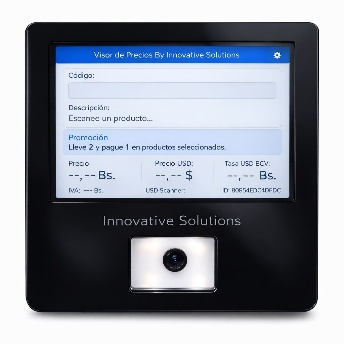 Visor de Precios By Innovative Solutions
Código:
Descripción:
Escanee un producto...
Promoción
Lleve 2 y pague 1 en productos seleccionados.
Precio Precio USD: Tasa USD BCV:
--,-- Bs. --,-- $ --,-- Bs.
IVA: --- Bs. USD Scanner: ID:
Innovative Solutions